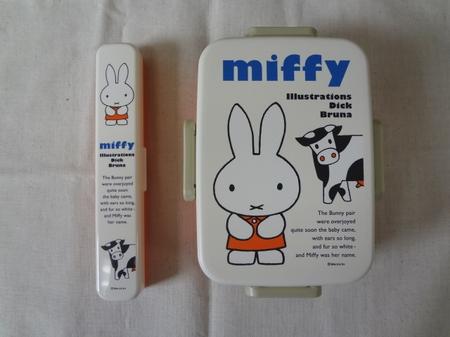 miffy
Illustrations
Dick
Bruna
The Bunny pair
were overjoyed
quite soon
the baby came,
with ears so long,
and fur so white -
and Miffy was
her name.
miffy
Illustrations
Dick
Bruna
The Bunny pair
were overjoyed
quite soon the baby came,
with ears so long,
and fur so white -
and Miffy was her name.